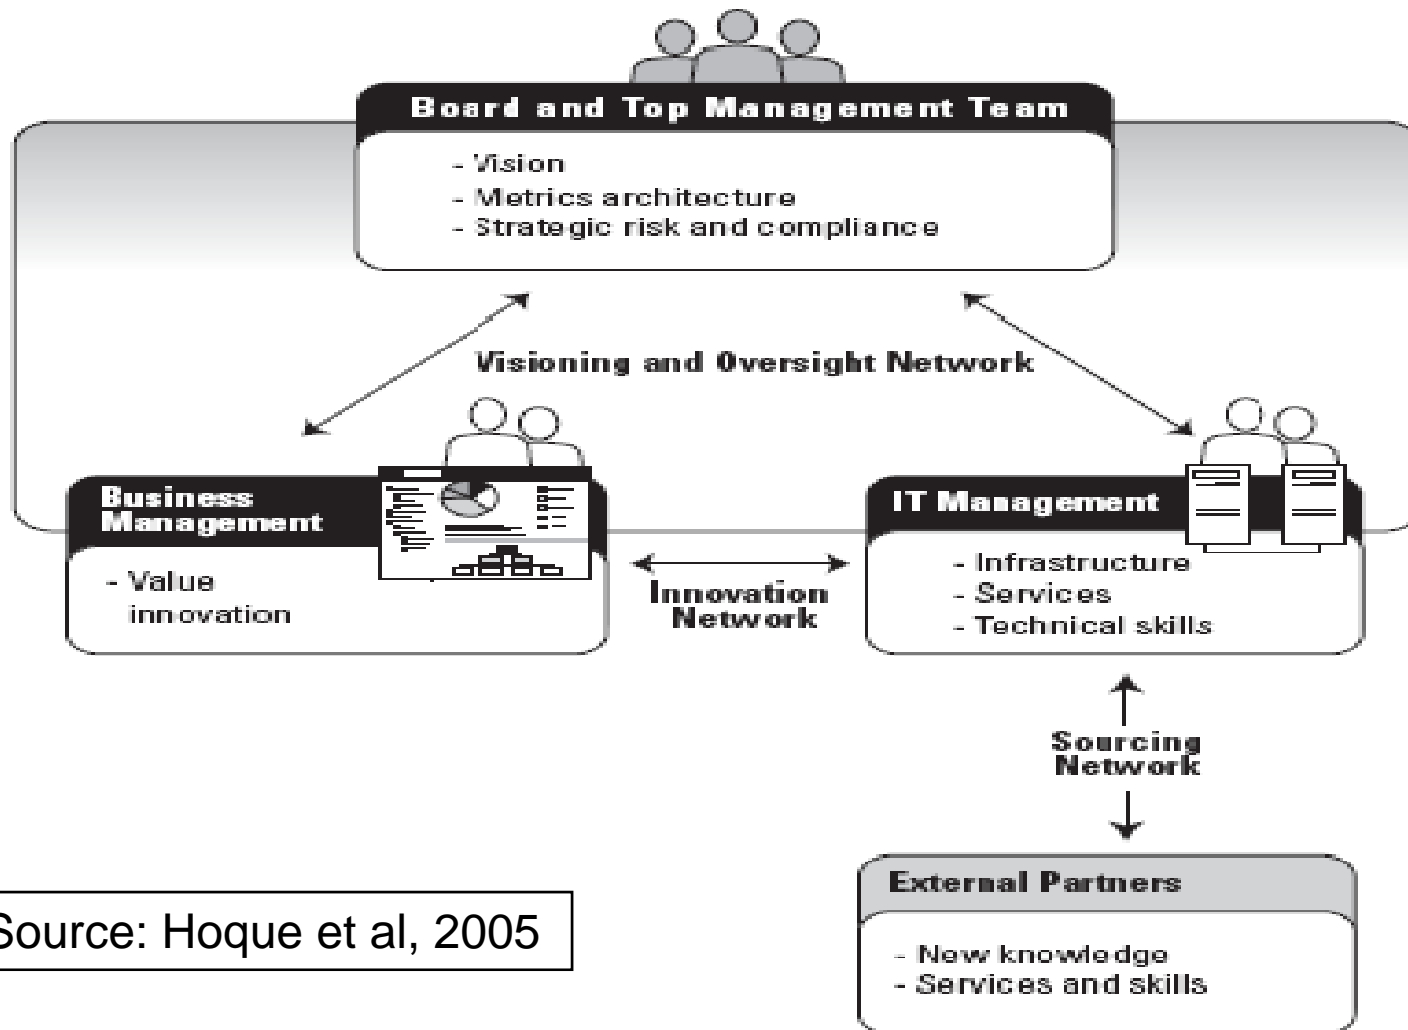 Board and Top Management Team
- Vision
- Metrics architecture
- Strategic risk and compliance
Visioning and Oversight Network
Business
Management
- Value
innovation
Innovation
Network
IT Management
- Infrastructure
- Services
- Technical skills
Sourcing
Network
External Partners
- New knowledge
- Services and skills
Source: Hoque et al, 2005